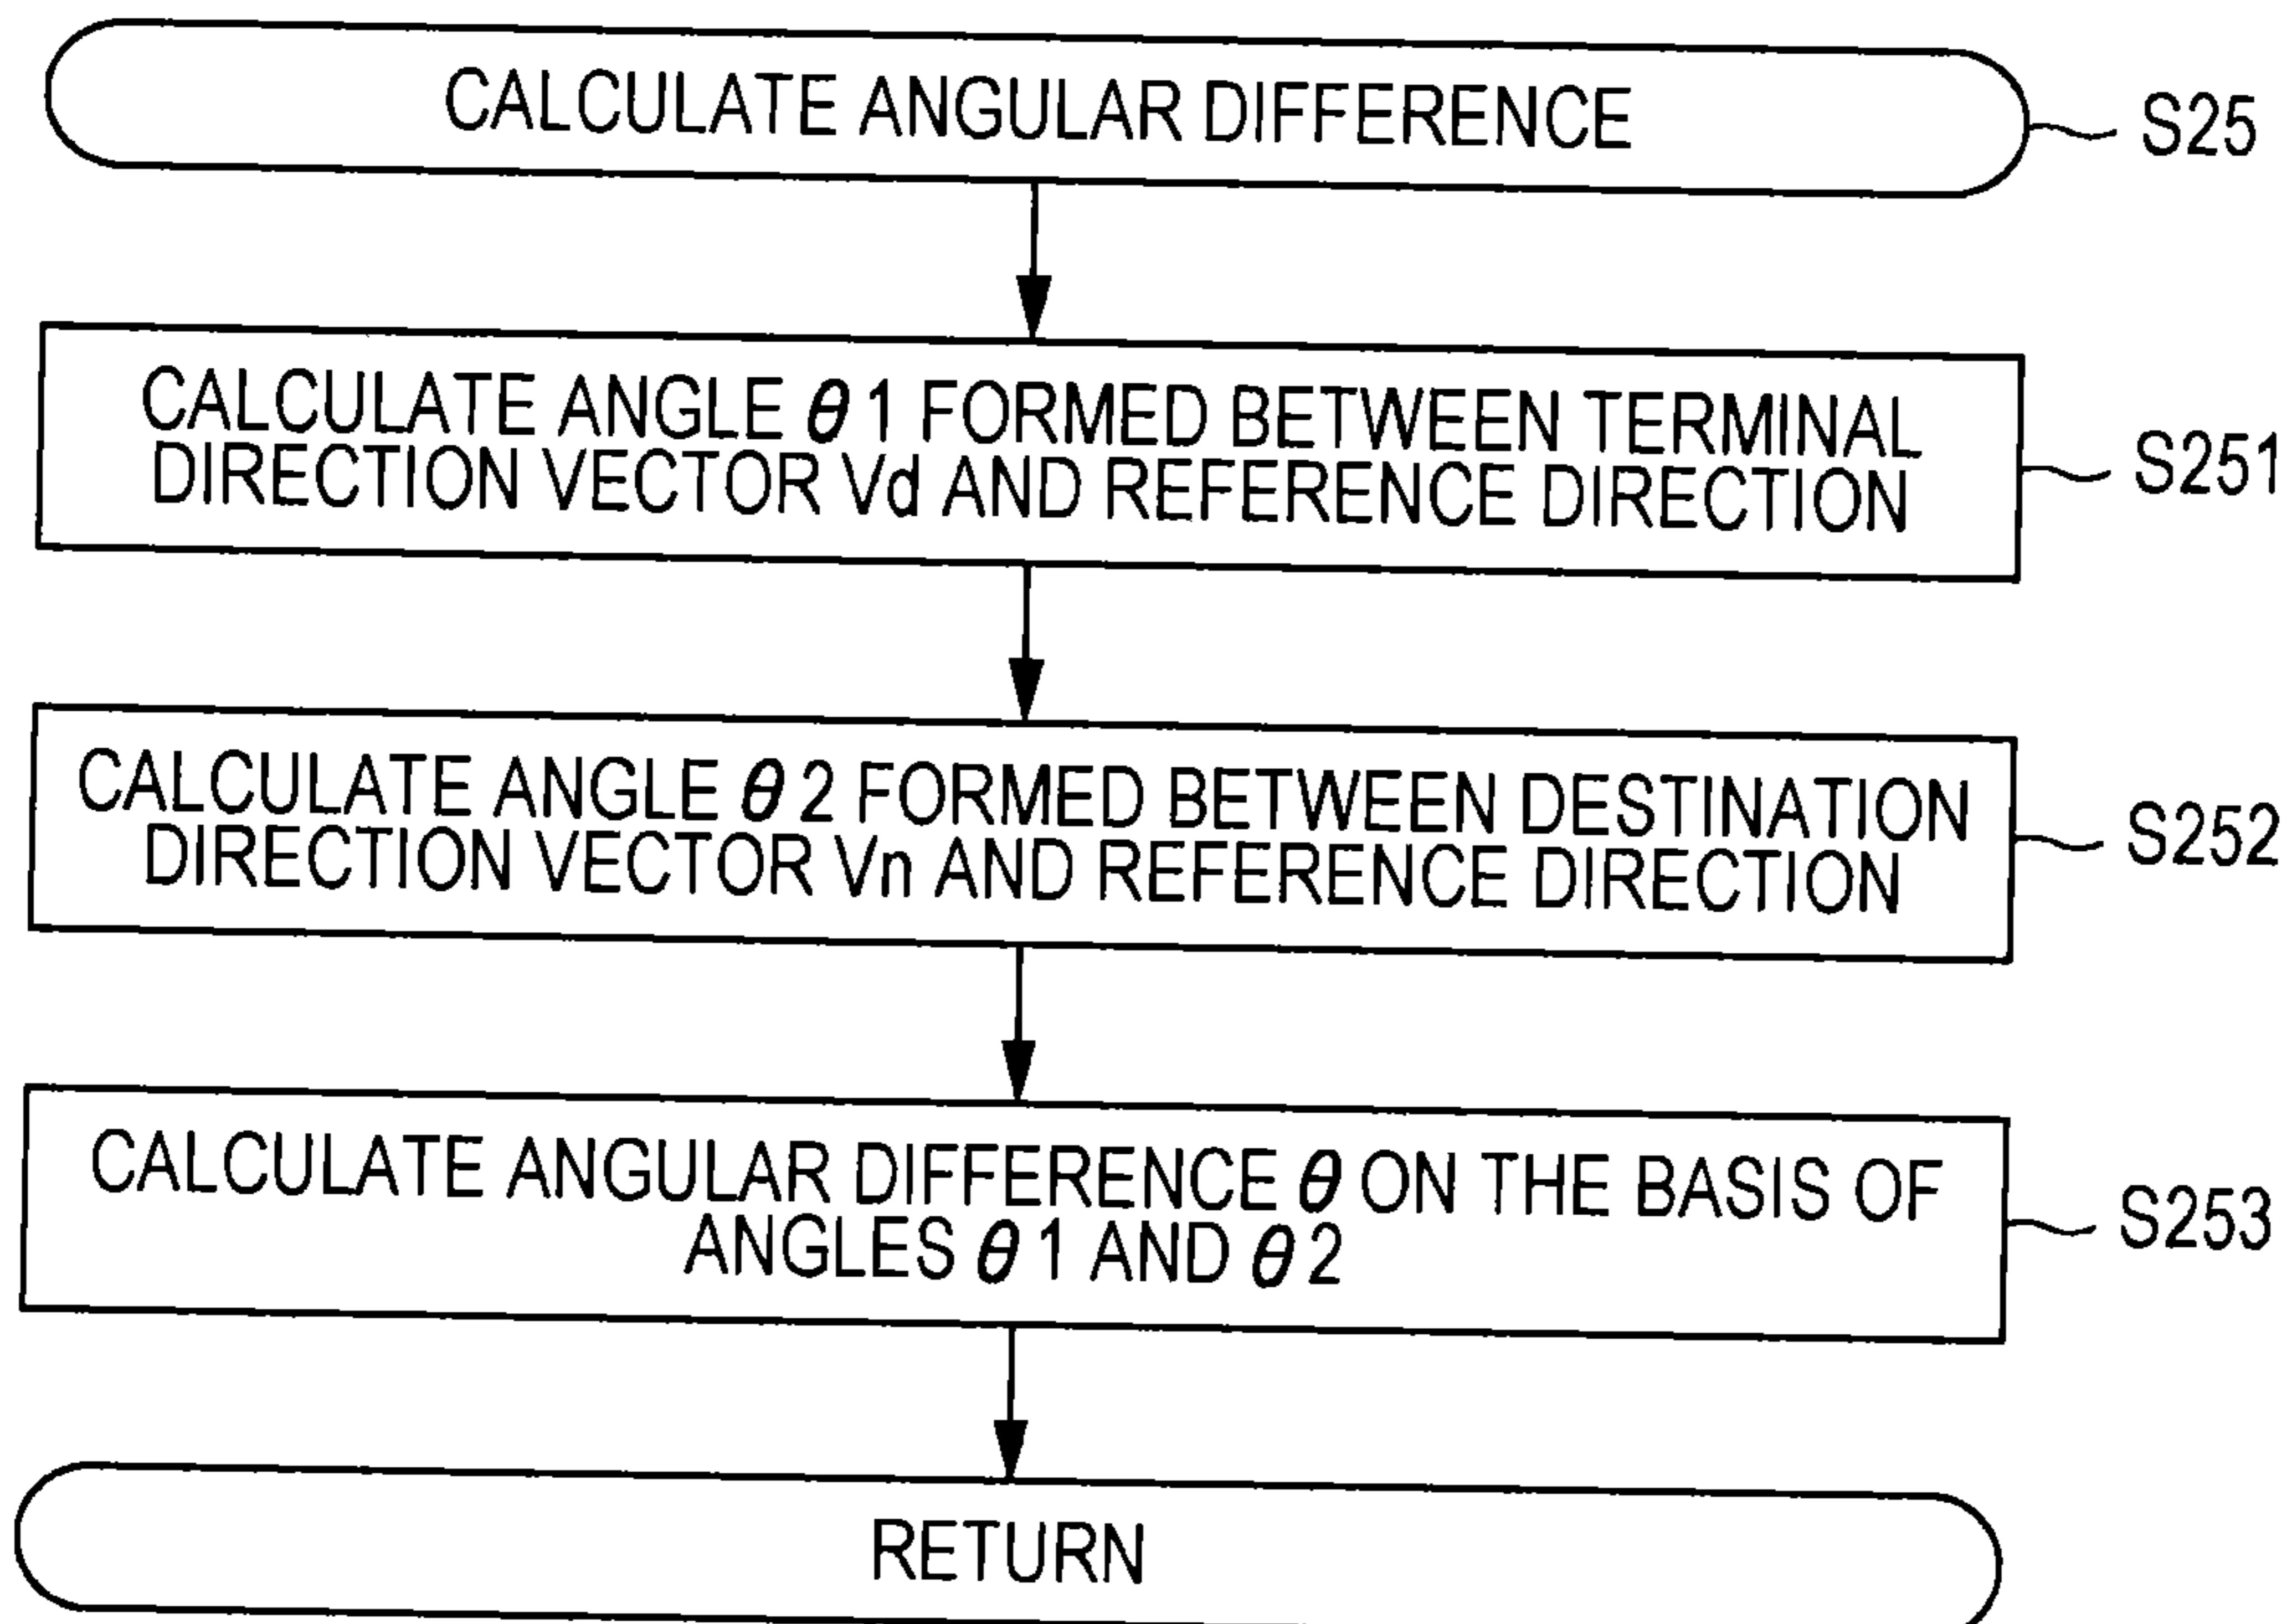 CALCULATE ANGULAR DIFFERENCE
S25
CALCULATE ANGLE θ1 FORMED BETWEEN TERMINAL
DIRECTION VECTOR Vd AND REFERENCE DIRECTION
S251
CALCULATE ANGLE θ2 FORMED BETWEEN DESTINATION
DIRECTION VECTOR Vn AND REFERENCE DIRECTION
S252
CALCULATE ANGULAR DIFFERENCE θ ON THE BASIS OF
ANGLES θ1 AND θ2
S253
RETURN